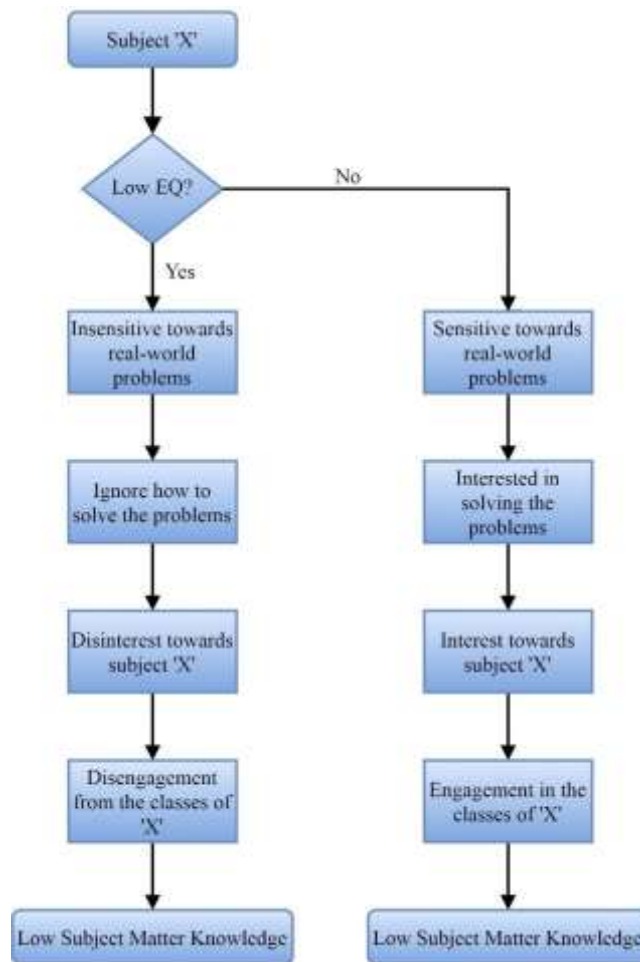 Subject 'X'
Low EQ?
No
Yes
Insensitive towards
real-world
problems
Sensitive towards
real-world
problems
Ignore how to
solve the problems
Interested in
solving the
problems
Disinterest towards
subject 'X'
Interest towards
subject 'X'
Disengagement
from the classes of
'X'
Engagement in the
classes of 'X'
Low Subject Matter Knowledge
Low Subject Matter Knowledge